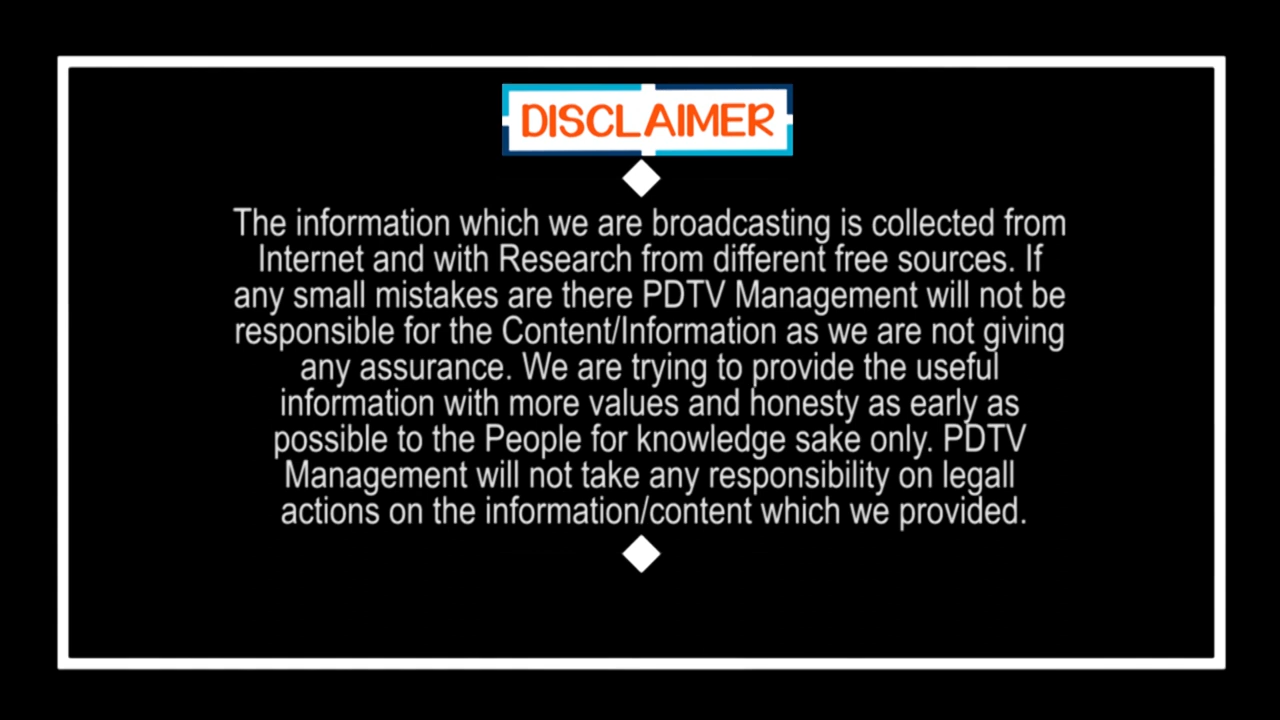 DISCLAIMER
The information which we are broadcasting is collected from
Internet and with Research from different free sources. If
any small mistakes are there PDTV Management will not be
responsible for the Content/Information as we are not giving
any assurance. We are trying to provide the useful
information with more values and honesty as early as
possible to the People for knowledge sake only. PDTV
Management will not take any responsibility on legall
actions on the information/content which we provided.